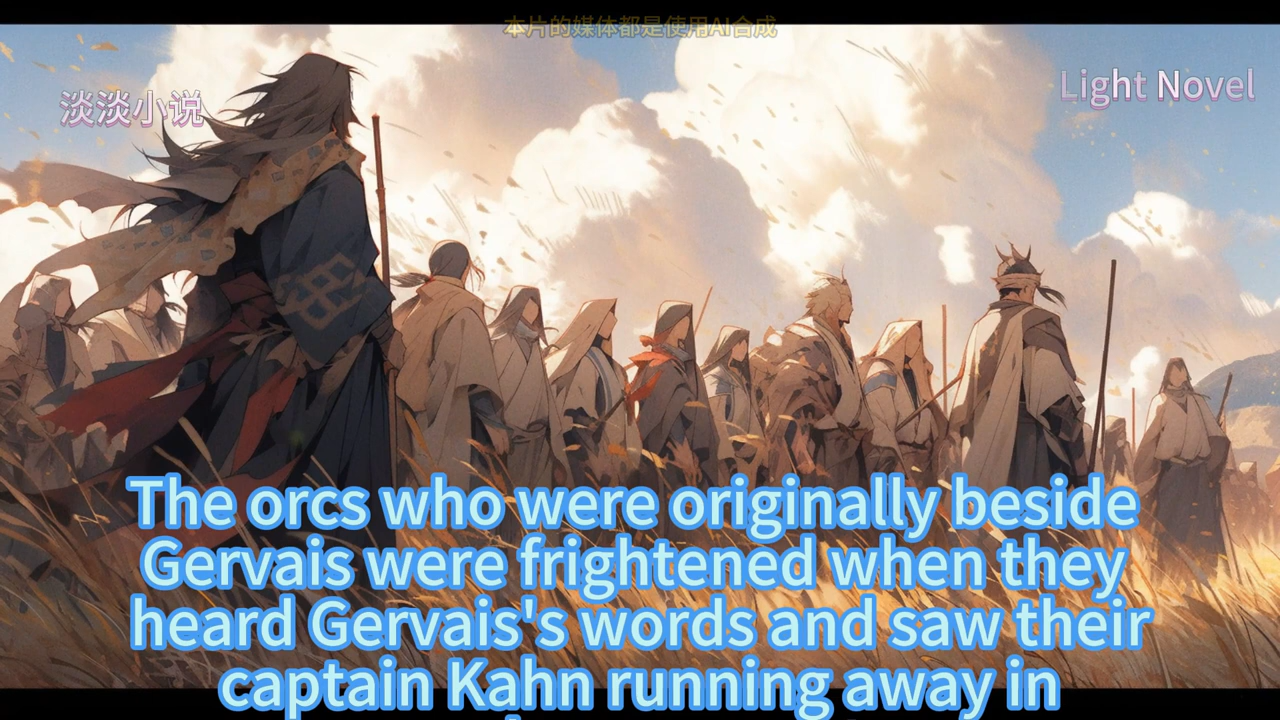 本片的媒体都是使用AI合成
淡淡小说
Light Novel
The orcs who were originally beside
Gervais were frightened when they
heard Gervais's words and saw their
captain Kahn running away in